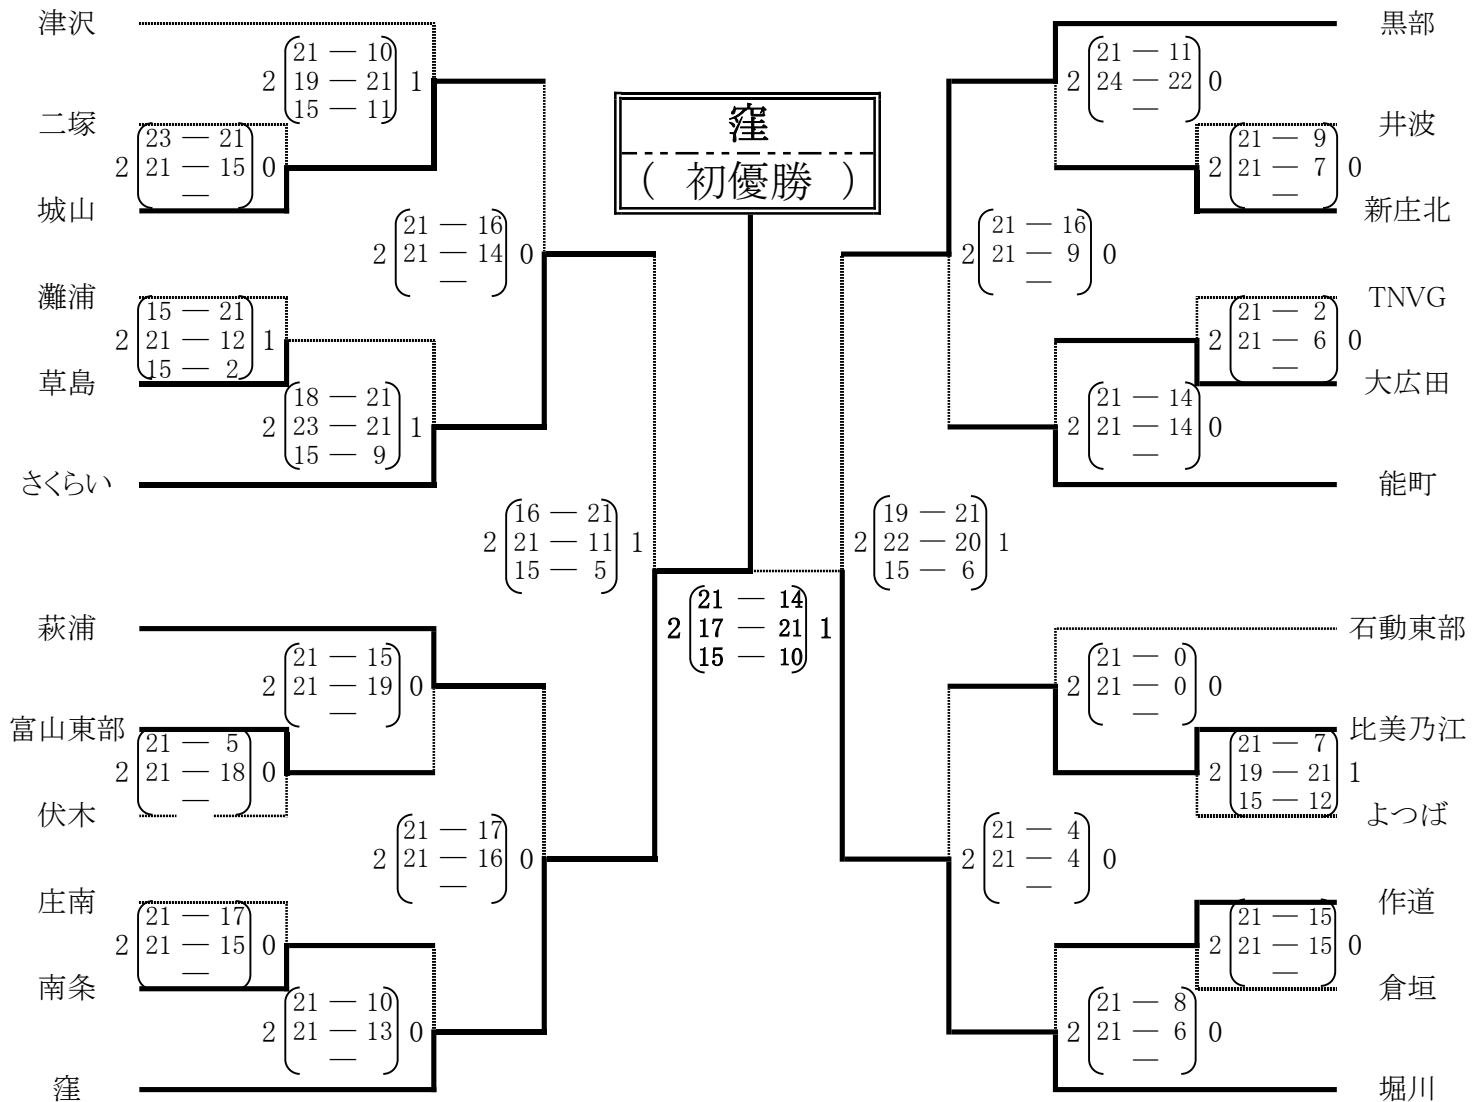 津沢
21 — 10
2 19 — 21 1
15 — 11
二塚
23 — 21
2 21 — 15 0
—
城山
21 — 16
2 21 — 14 0
—
灘浦
15 — 21
2 21 — 12 1
15 — 2
草島
18 — 21
2 23 — 21 1
15 — 9
さくらい
16 — 21
2 21 — 11 1
15 — 5
萩浦
21 — 15
2 21 — 19 0
—
富山東部
21 — 5
2 21 — 18 0
—
伏木
21 — 17
2 21 — 16 0
—
庄南
21 — 17
2 21 — 15 0
—
南条
21 — 10
2 21 — 13 0
—
窪
窪
( 初優勝 )
21 — 14
2 17 — 21 1
15 — 10
黒部
21 — 11
2 24 — 22 0
—
井波
21 — 9
2 21 — 7 0
—
新庄北
21 — 16
2 21 — 9 0
—
TNVG
21 — 2
2 21 — 6 0
—
大広田
21 — 14
2 21 — 14 0
—
能町
19 — 21
2 22 — 20 1
15 — 6
石動東部
21 — 0
2 21 — 0 0
—
比美乃江
21 — 7
2 19 — 21 1
15 — 12
よつば
21 — 4
2 21 — 4 0
—
作道
21 — 15
2 21 — 15 0
—
倉垣
21 — 8
2 21 — 6 0
—
堀川